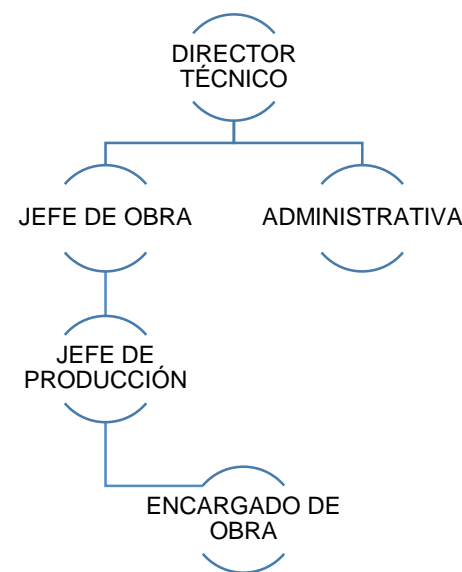 DIRECTOR
TÉCNICO
JEFE DE OBRA
ADMINISTRATIVA
JEFE DE
PRODUCCIÓN
ENCARGADO DE
OBRA